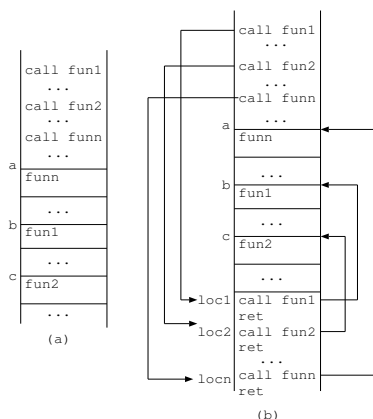 call fun1
...
call fun2
...
call funn
...
a
funn
...
b
fun1
...
c
fun2
...
(a)
call fun1
...
call fun2
...
call funn
...
a
funn
...
b
fun1
...
c
fun2
...
loc1 call fun1
ret
loc2 call fun2
ret
...
locn call funn
ret
(b)